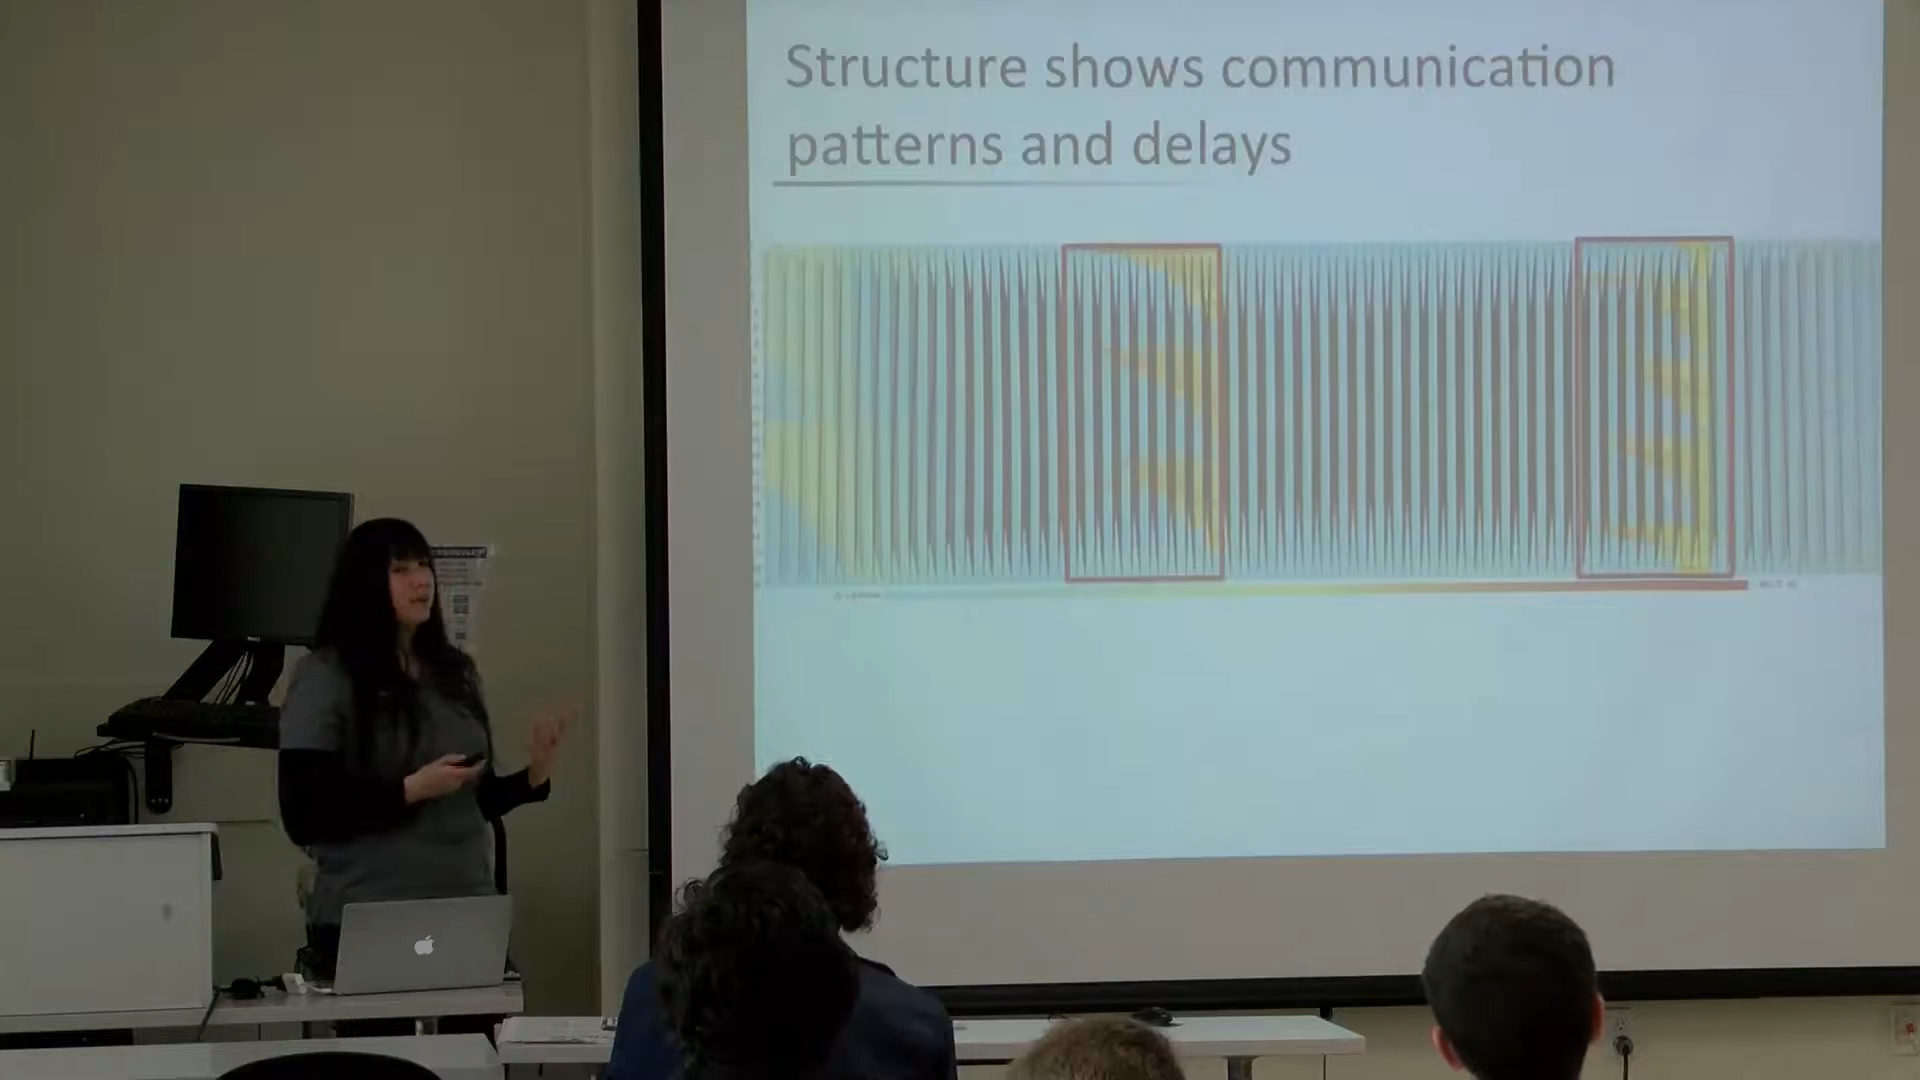 Structure shows communication
patterns and delays